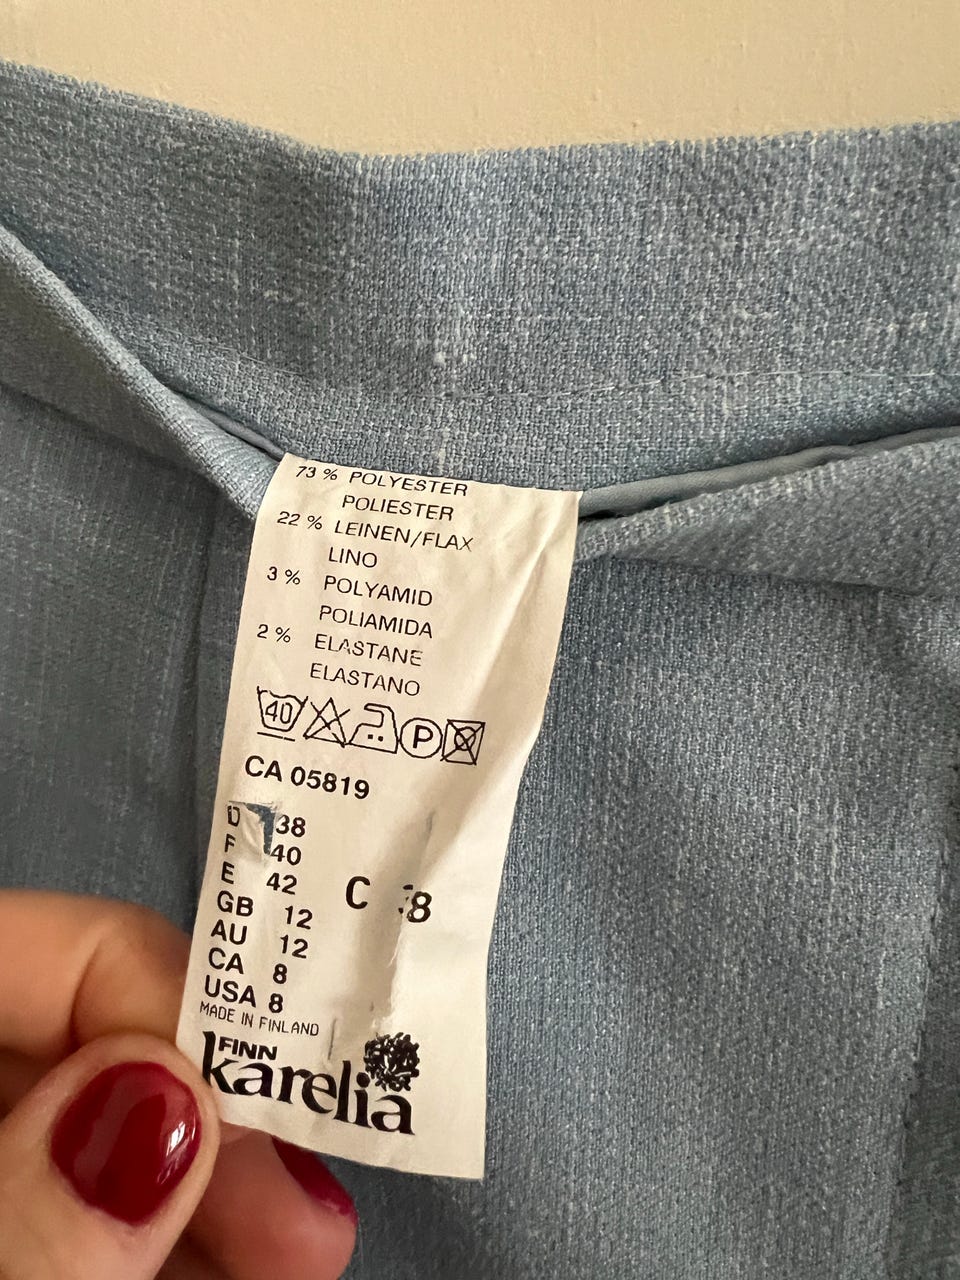 73 % POLYESTER
POLIESTER
22 % LEINEN/FLAX
LINO
3 % POLYAMID
POLIAMIDA
2 % ELASTANE
ELASTANO
40 P
CA 05819
D 38
F 40
E 42
C 38
GB 12
AU 12
CA 8
USA 8
MADE IN FINLAND
FINN
karelia